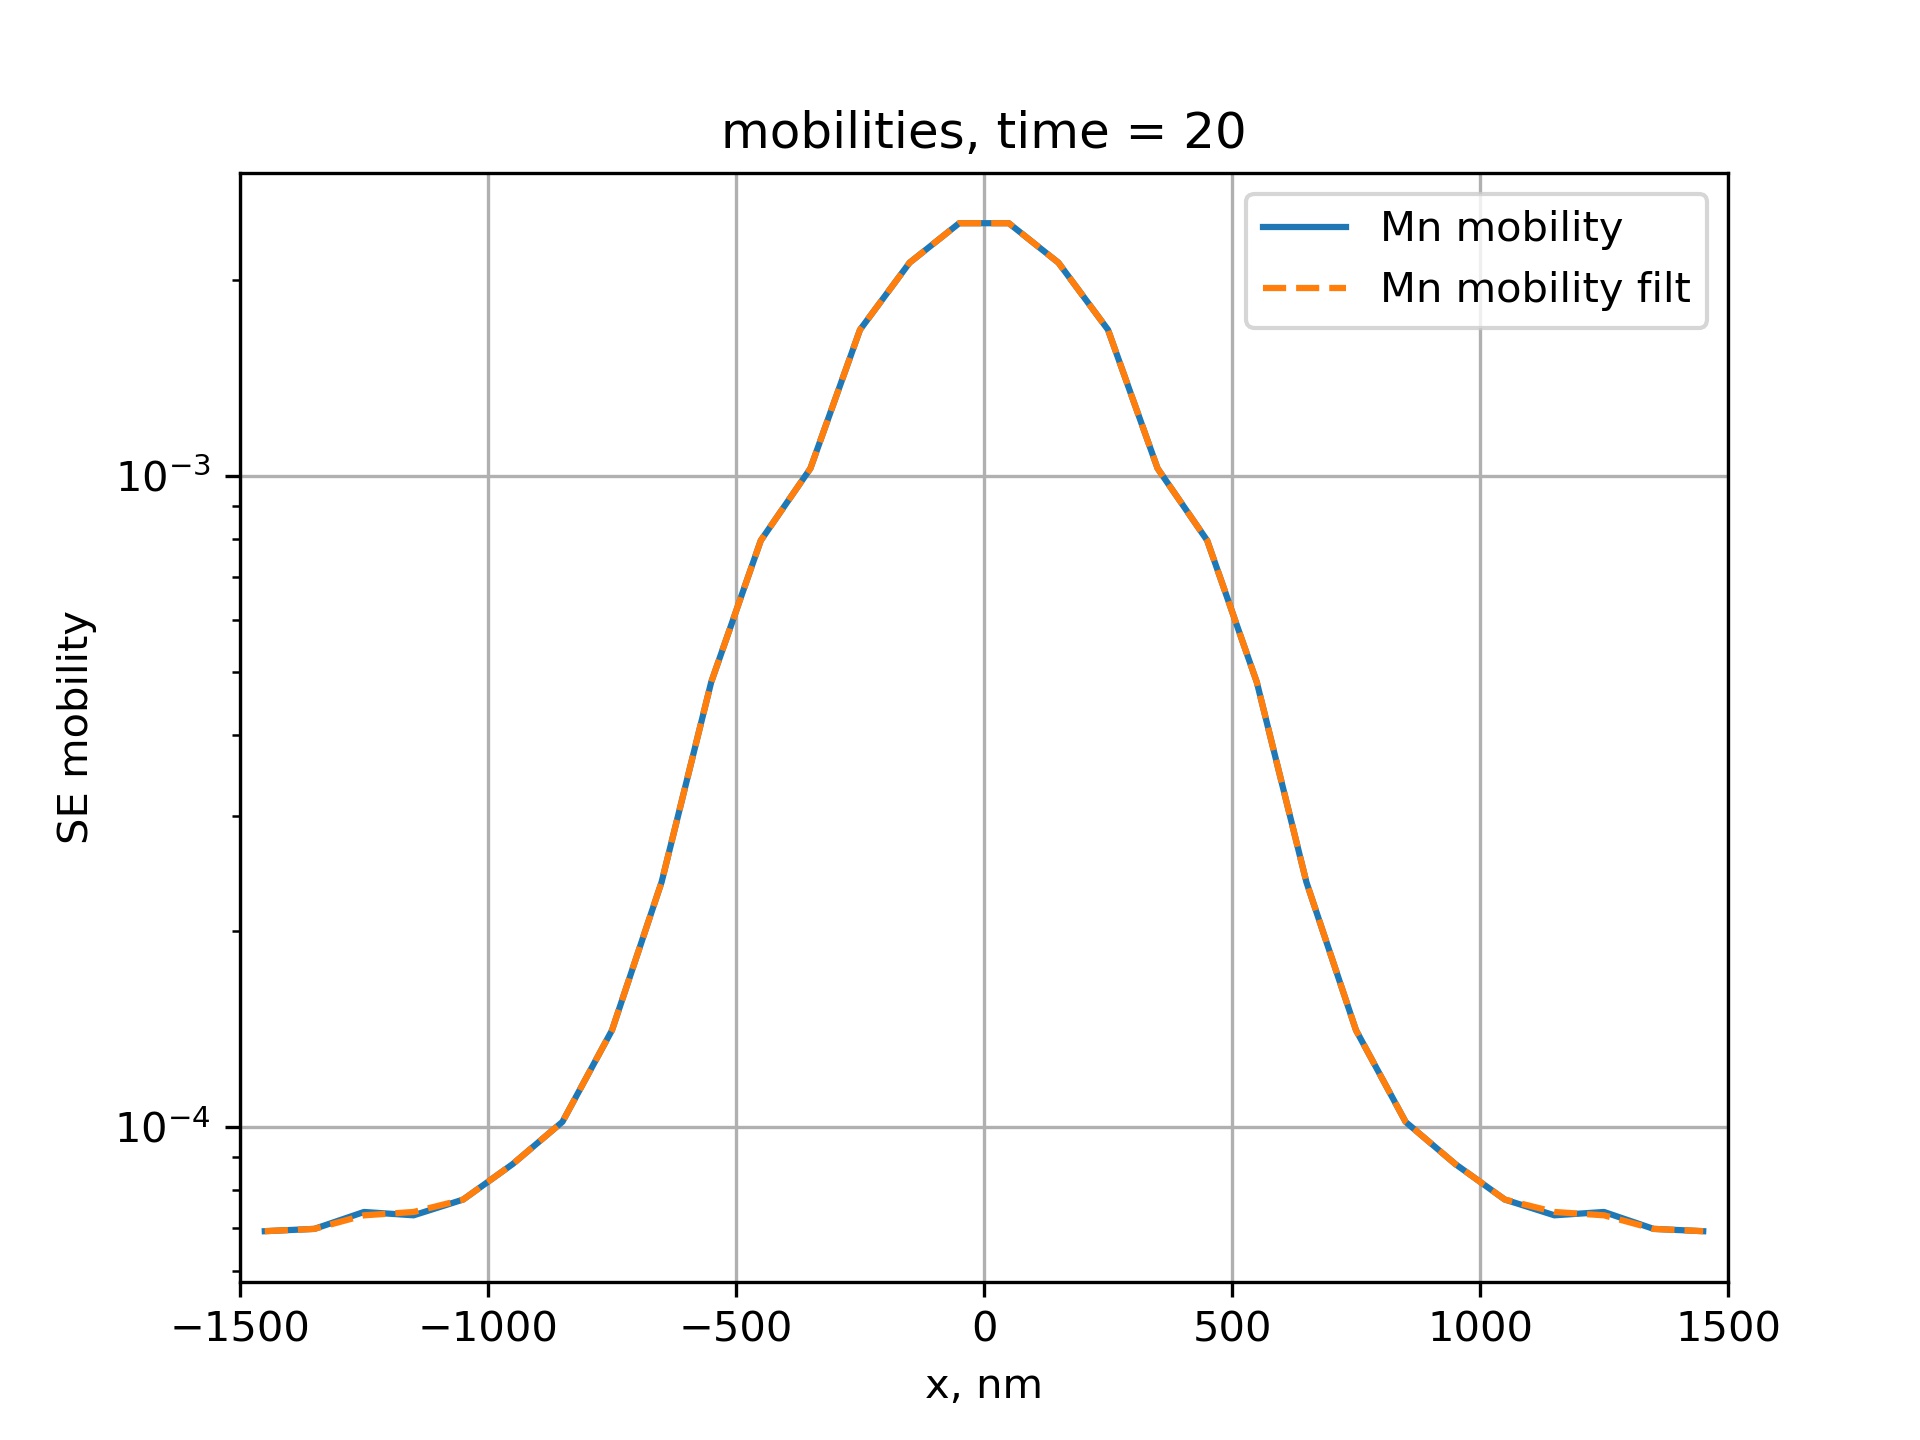 mobilities, time = 20
Mn mobility
Mn mobility filt
SE mobility
10⁻³
10⁻⁴
−1500
−1000
−500
0
500
1000
1500
x, nm